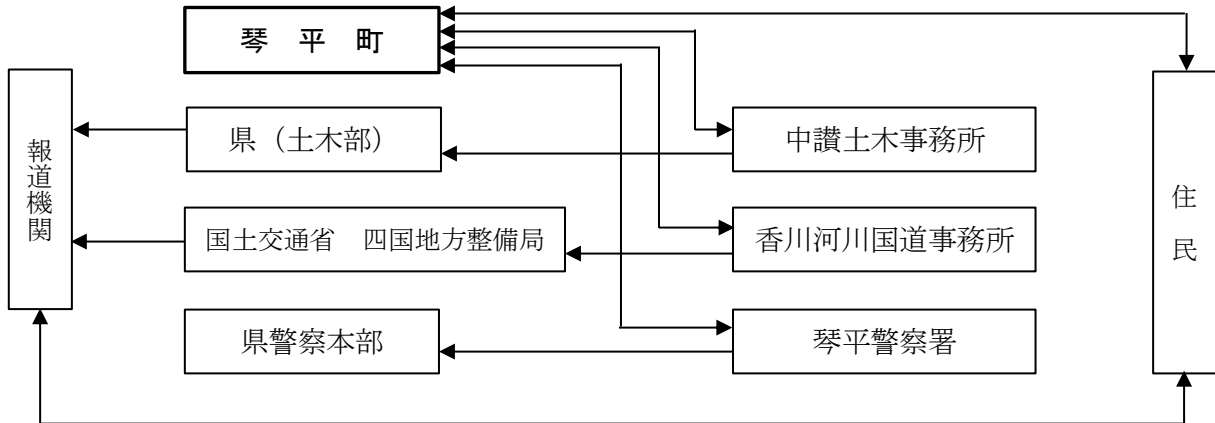 琴　平　町
報道機関
県（土木部）
中讃土木事務所
住　民
国土交通省　四国地方整備局
香川河川国道事務所
県警察本部
琴平警察署